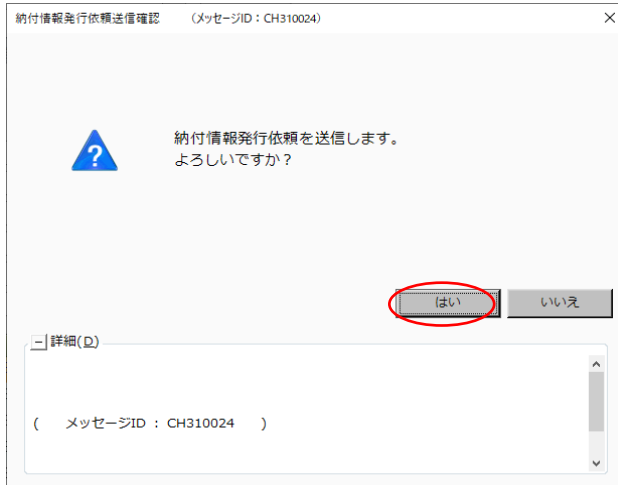 納付情報発行依頼送信確認　　（メッセージID：CH310024）
納付情報発行依頼を送信します。
よろしいですか？
はい　いいえ
詳細(D)
(　メッセージID : CH310024　)